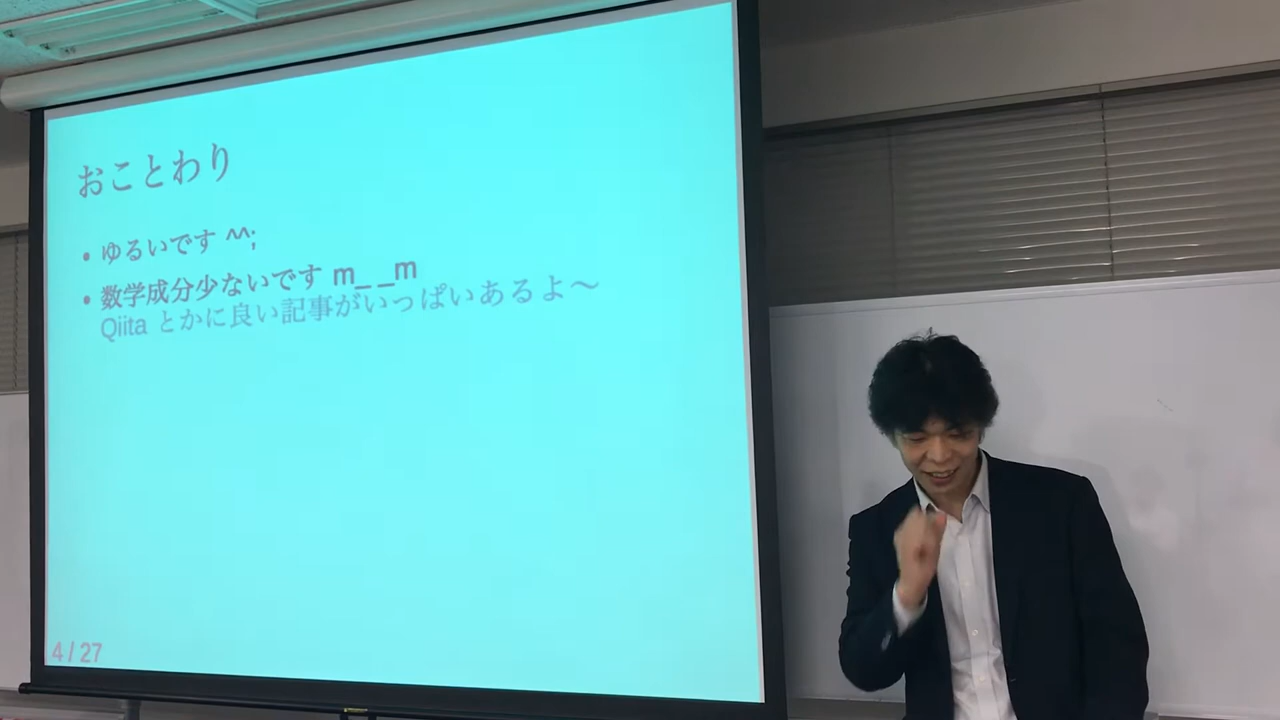 おことわり
• ゆるいです ^^;
• 数学成分少ないです m_ _m
Qiita とかに良い記事がいっぱいあるよ〜
4 / 27